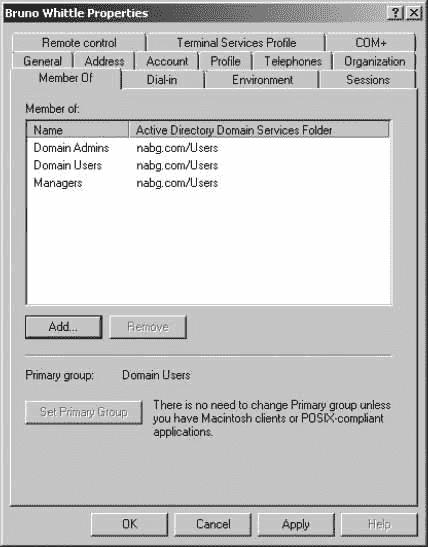 Bruno Whittle Properties
Remote control Terminal Services Profile COM+
General Address Account Profile Telephones Organization
Member Of Dial-in Environment Sessions
Member of:
Name Active Directory Domain Services Folder
Domain Admins nabg.com/Users
Domain Users nabg.com/Users
Managers nabg.com/Users
Add... Remove
Primary group: Domain Users
Set Primary Group
There is no need to change Primary group unless
you have Macintosh clients or POSIX-compliant
applications.
OK Cancel Apply Help